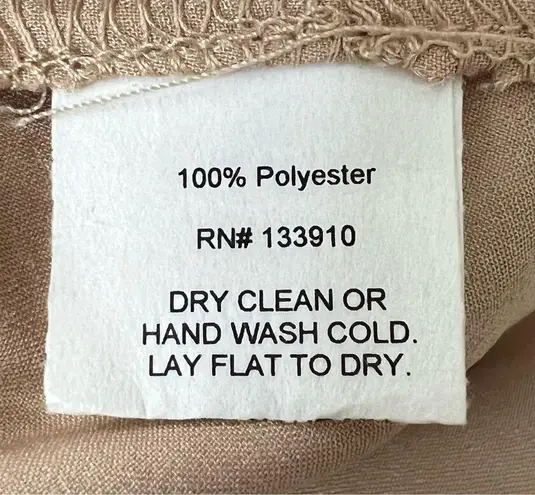 100% Polyester
RN# 133910
DRY CLEAN OR
HAND WASH COLD.
LAY FLAT TO DRY.